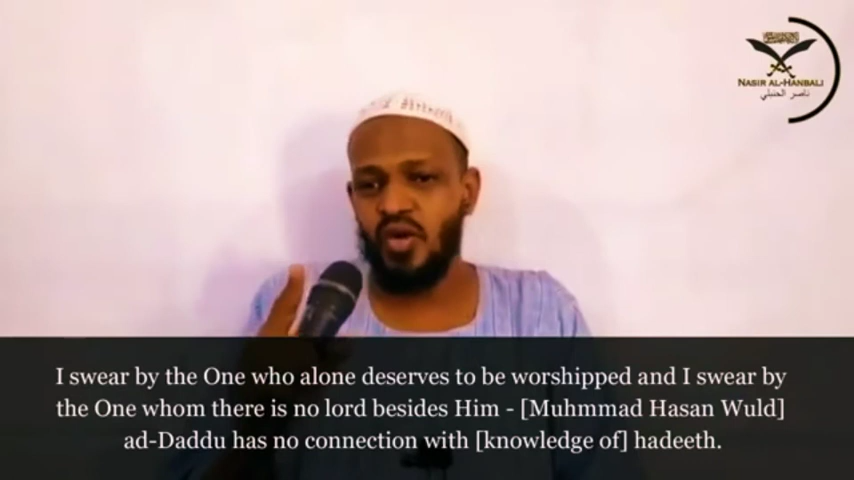 NASIR AL-HANBALI
ناصر الحنبلي
I swear by the One who alone deserves to be worshipped and I swear by
the One whom there is no lord besides Him - [Muhmmad Hasan Wuld]
ad-Daddu has no connection with [knowledge of] hadeeth.